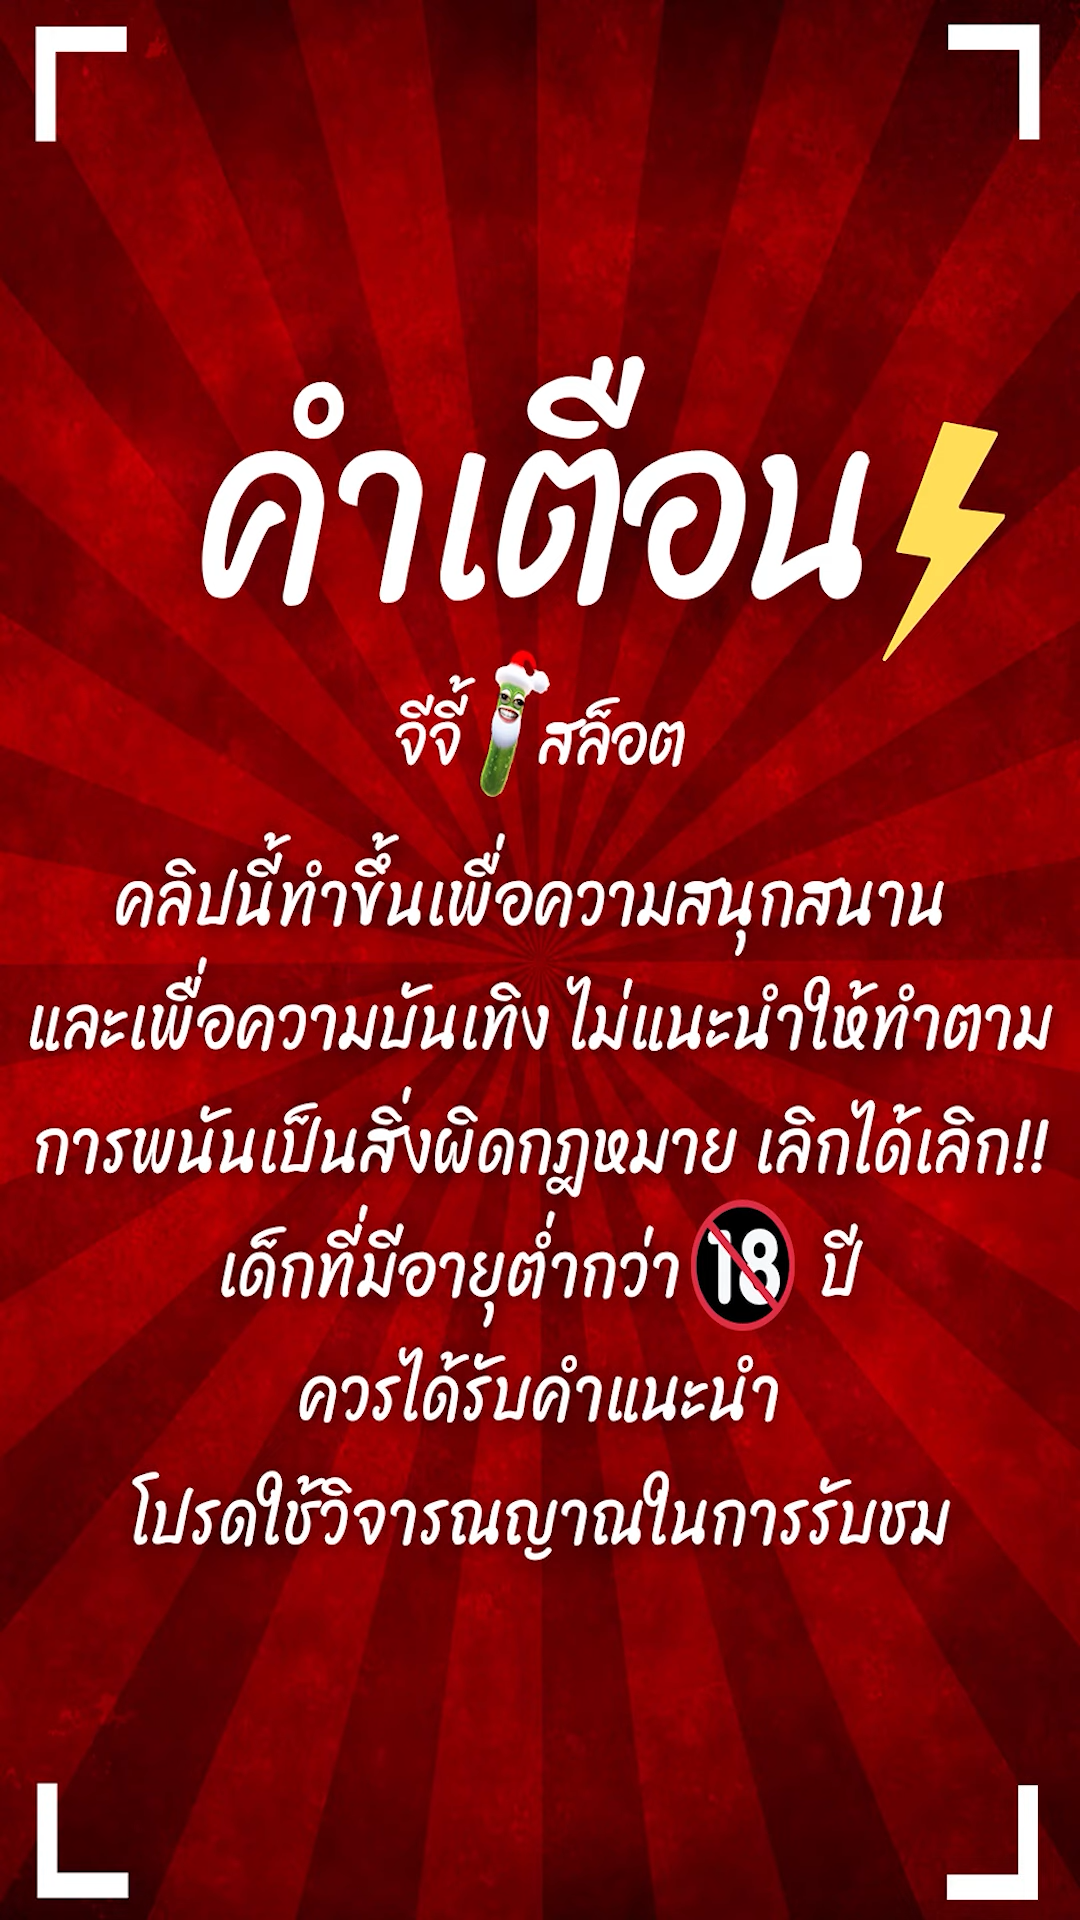 คำเตือน
จีจี้ สล็อต
คลิปนี้ทำขึ้นเพื่อความสนุกสนาน
และเพื่อความบันเทิง ไม่แนะนำให้ทำตาม
การพนันเป็นสิ่งผิดกฎหมาย เลิกได้เลิก!!
เด็กที่มีอายุต่ำกว่า 18 ปี
ควรได้รับคำแนะนำ
โปรดใช้วิจารณญาณในการรับชม